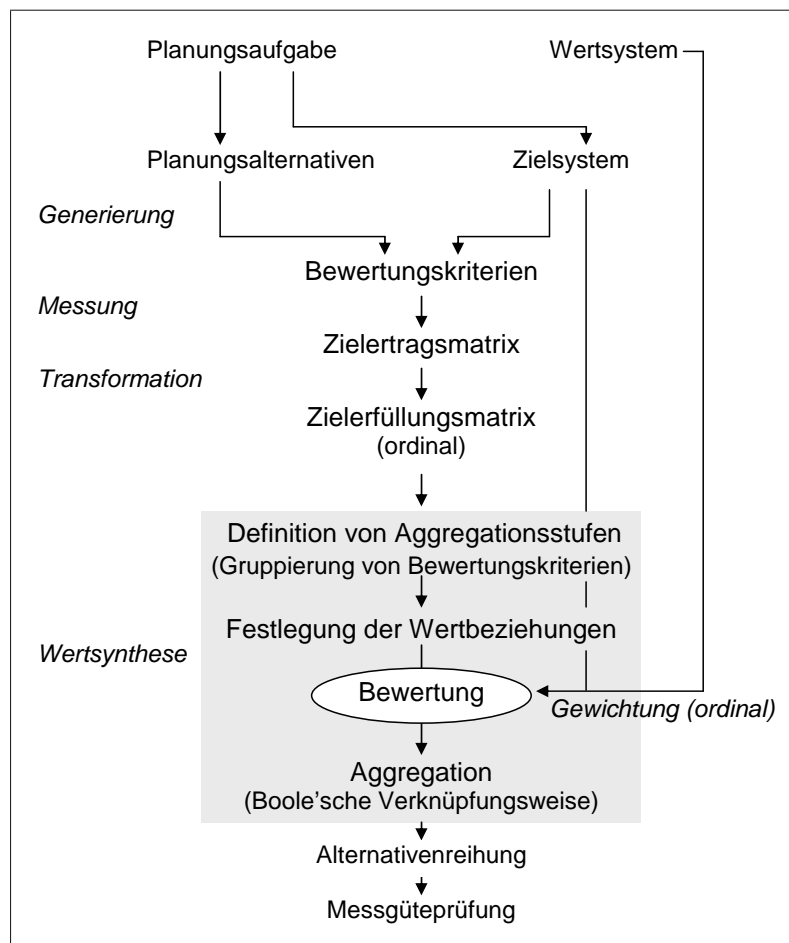 Planungsaufgabe
Wertsystem
Planungsalternativen
Zielsystem
Generierung
Bewertungskriterien
Messung
Zielertragsmatrix
Transformation
Zielerfüllungsmatrix
(ordinal)
Definition von Aggregationsstufen
(Gruppierung von Bewertungskriterien)
Festlegung der Wertbeziehungen
Wertsynthese
Bewertung
Gewichtung (ordinal)
Aggregation
(Boole'sche Verknüpfungsweise)
Alternativenreihung
Messgüteprüfung